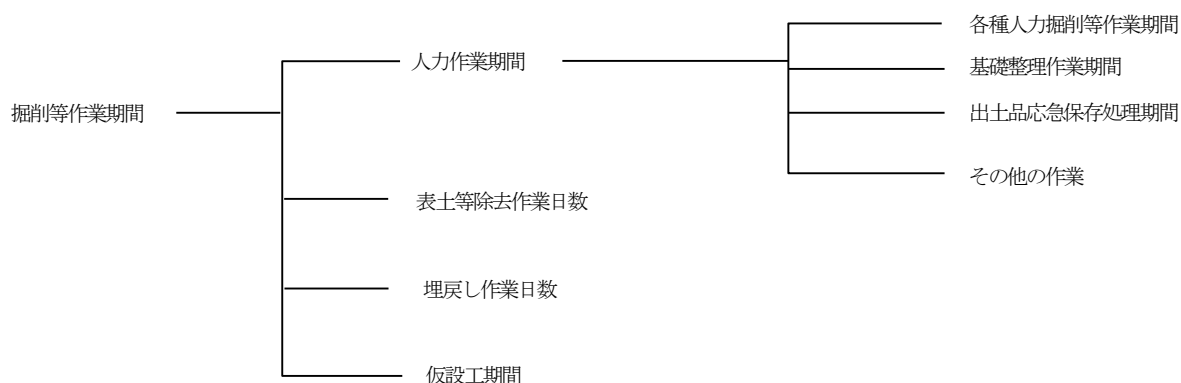 掘削等作業期間
人力作業期間
各種人力掘削等作業期間
基礎整理作業期間
出土品応急保存処理期間
その他の作業
表土等除去作業日数
埋戻し作業日数
仮設工期間